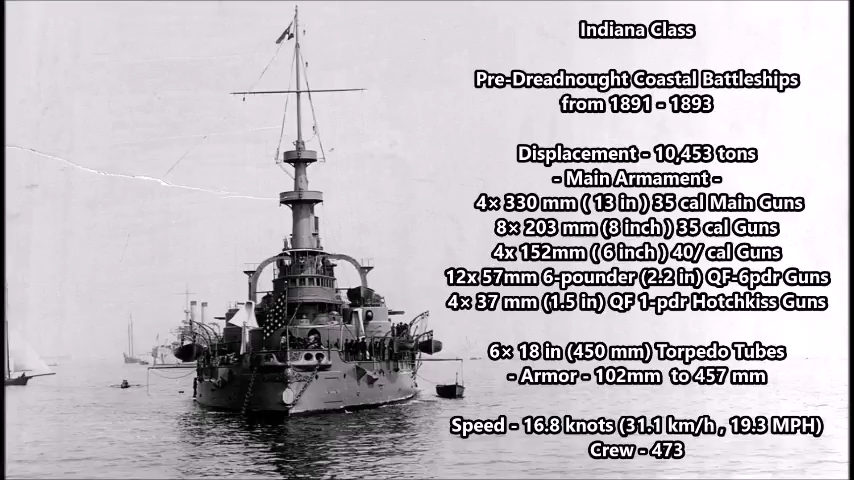 Indiana Class
Pre-Dreadnought Coastal Battleships
from 1891 - 1893
Displacement - 10,453 tons
- Main Armament -
4× 330 mm ( 13 in ) 35 cal Main Guns
8× 203 mm (8 inch ) 35 cal Guns
4x 152mm ( 6 inch ) 40/ cal Guns
12x 57mm 6-pounder (2.2 in) QF-6pdr Guns
4× 37 mm (1.5 in) QF 1-pdr Hotchkiss Guns
6× 18 in (450 mm) Torpedo Tubes
- Armor - 102mm  to 457 mm
Speed - 16.8 knots (31.1 km/h , 19.3 MPH)
Crew - 473